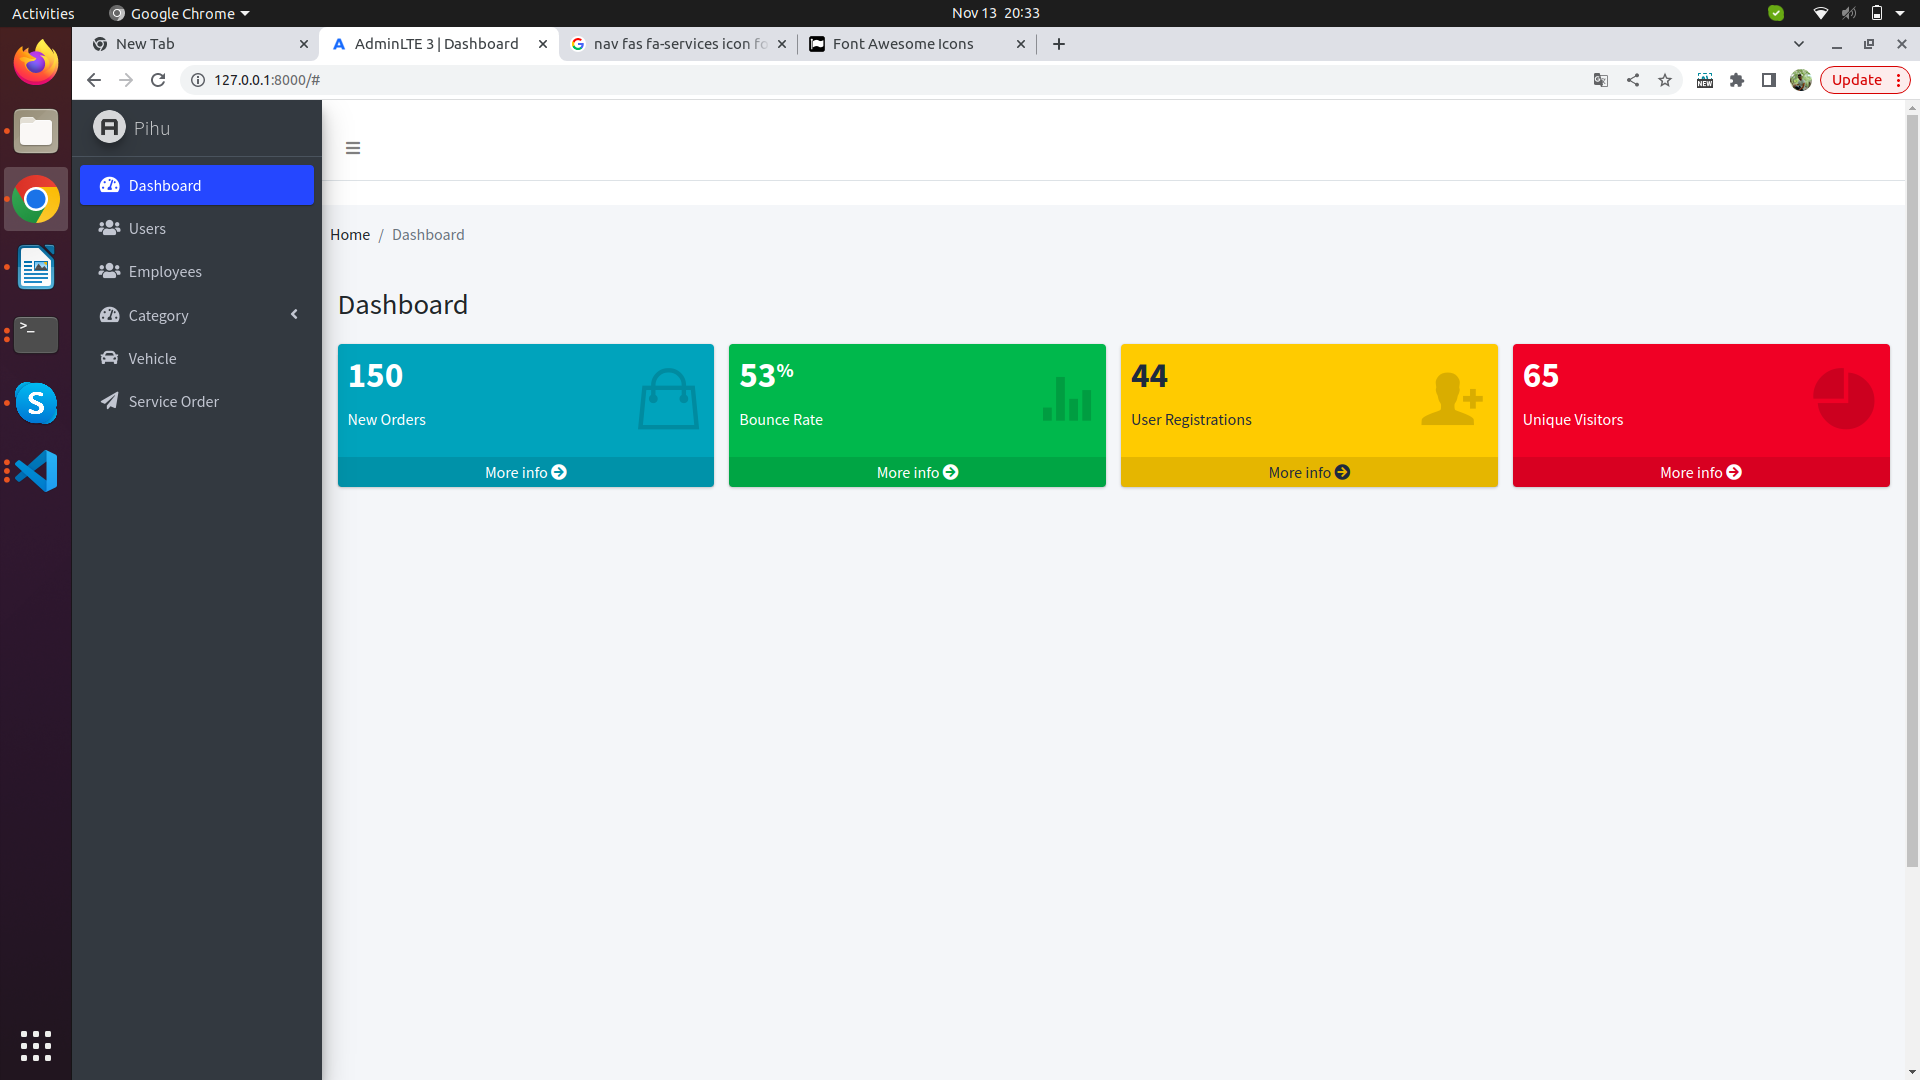 Activities
Google Chrome
Nov 13 20:33
New Tab
AdminLTE 3 | Dashboard
nav fas fa-services icon fo
Font Awesome Icons
127.0.0.1:8000/#
NEW
Update
Pihu
Dashboard
Users
Employees
Category
Vehicle
Service Order
Home / Dashboard
Dashboard
150
New Orders
More info
53%
Bounce Rate
More info
44
User Registrations
More info
65
Unique Visitors
More info